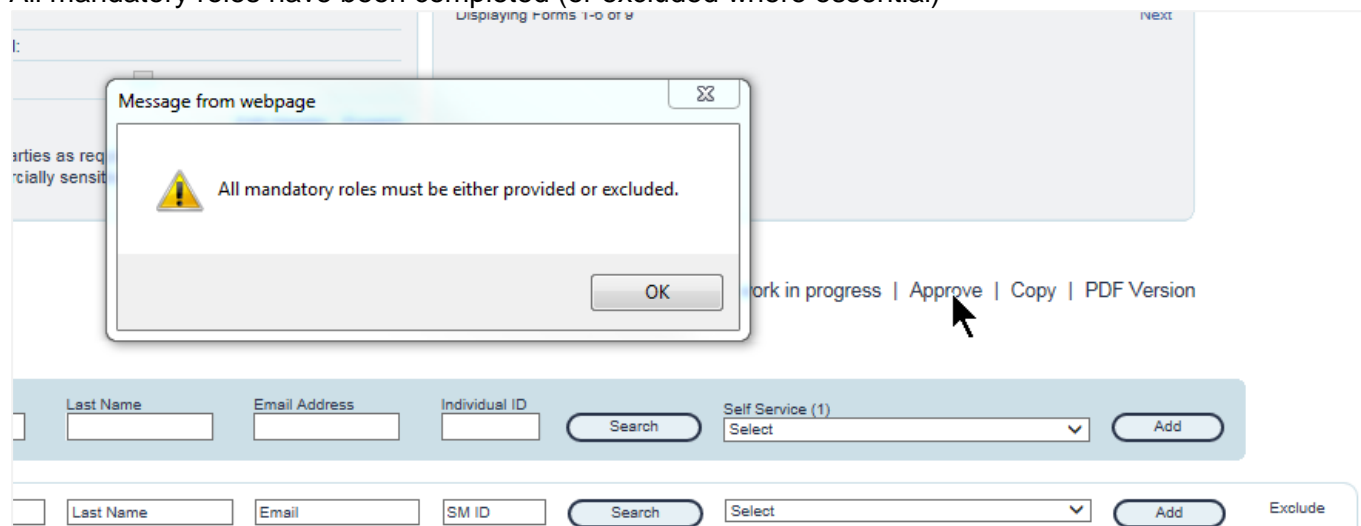 All mandatory roles have been completed (or excluded where essential)
Displaying Forms 1-6 of 9 Next
l:
Message from webpage
arties as req
rcially sensit
All mandatory roles must be either provided or excluded.
OK
ork in progress | Approve | Copy | PDF Version
Last Name Email Address Individual ID Search Self Service (1) Select Add
Last Name Email SM ID Search Select Add Exclude